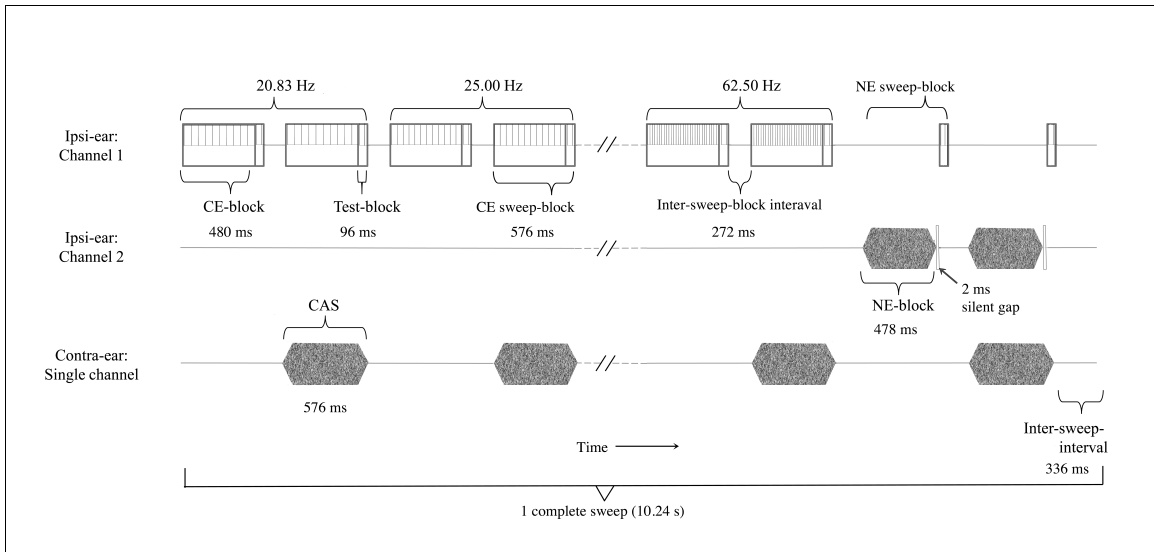 20.83 Hz
25.00 Hz
62.50 Hz
NE sweep-block
Ipsi-ear:
Channel 1
CE-block
480 ms
Test-block
96 ms
CE sweep-block
576 ms
Inter-sweep-block interaval
272 ms
Ipsi-ear:
Channel 2
NE-block
478 ms
2 ms
silent gap
CAS
576 ms
Contra-ear:
Single channel
Inter-sweep-
interval
336 ms
Time
1 complete sweep (10.24 s)